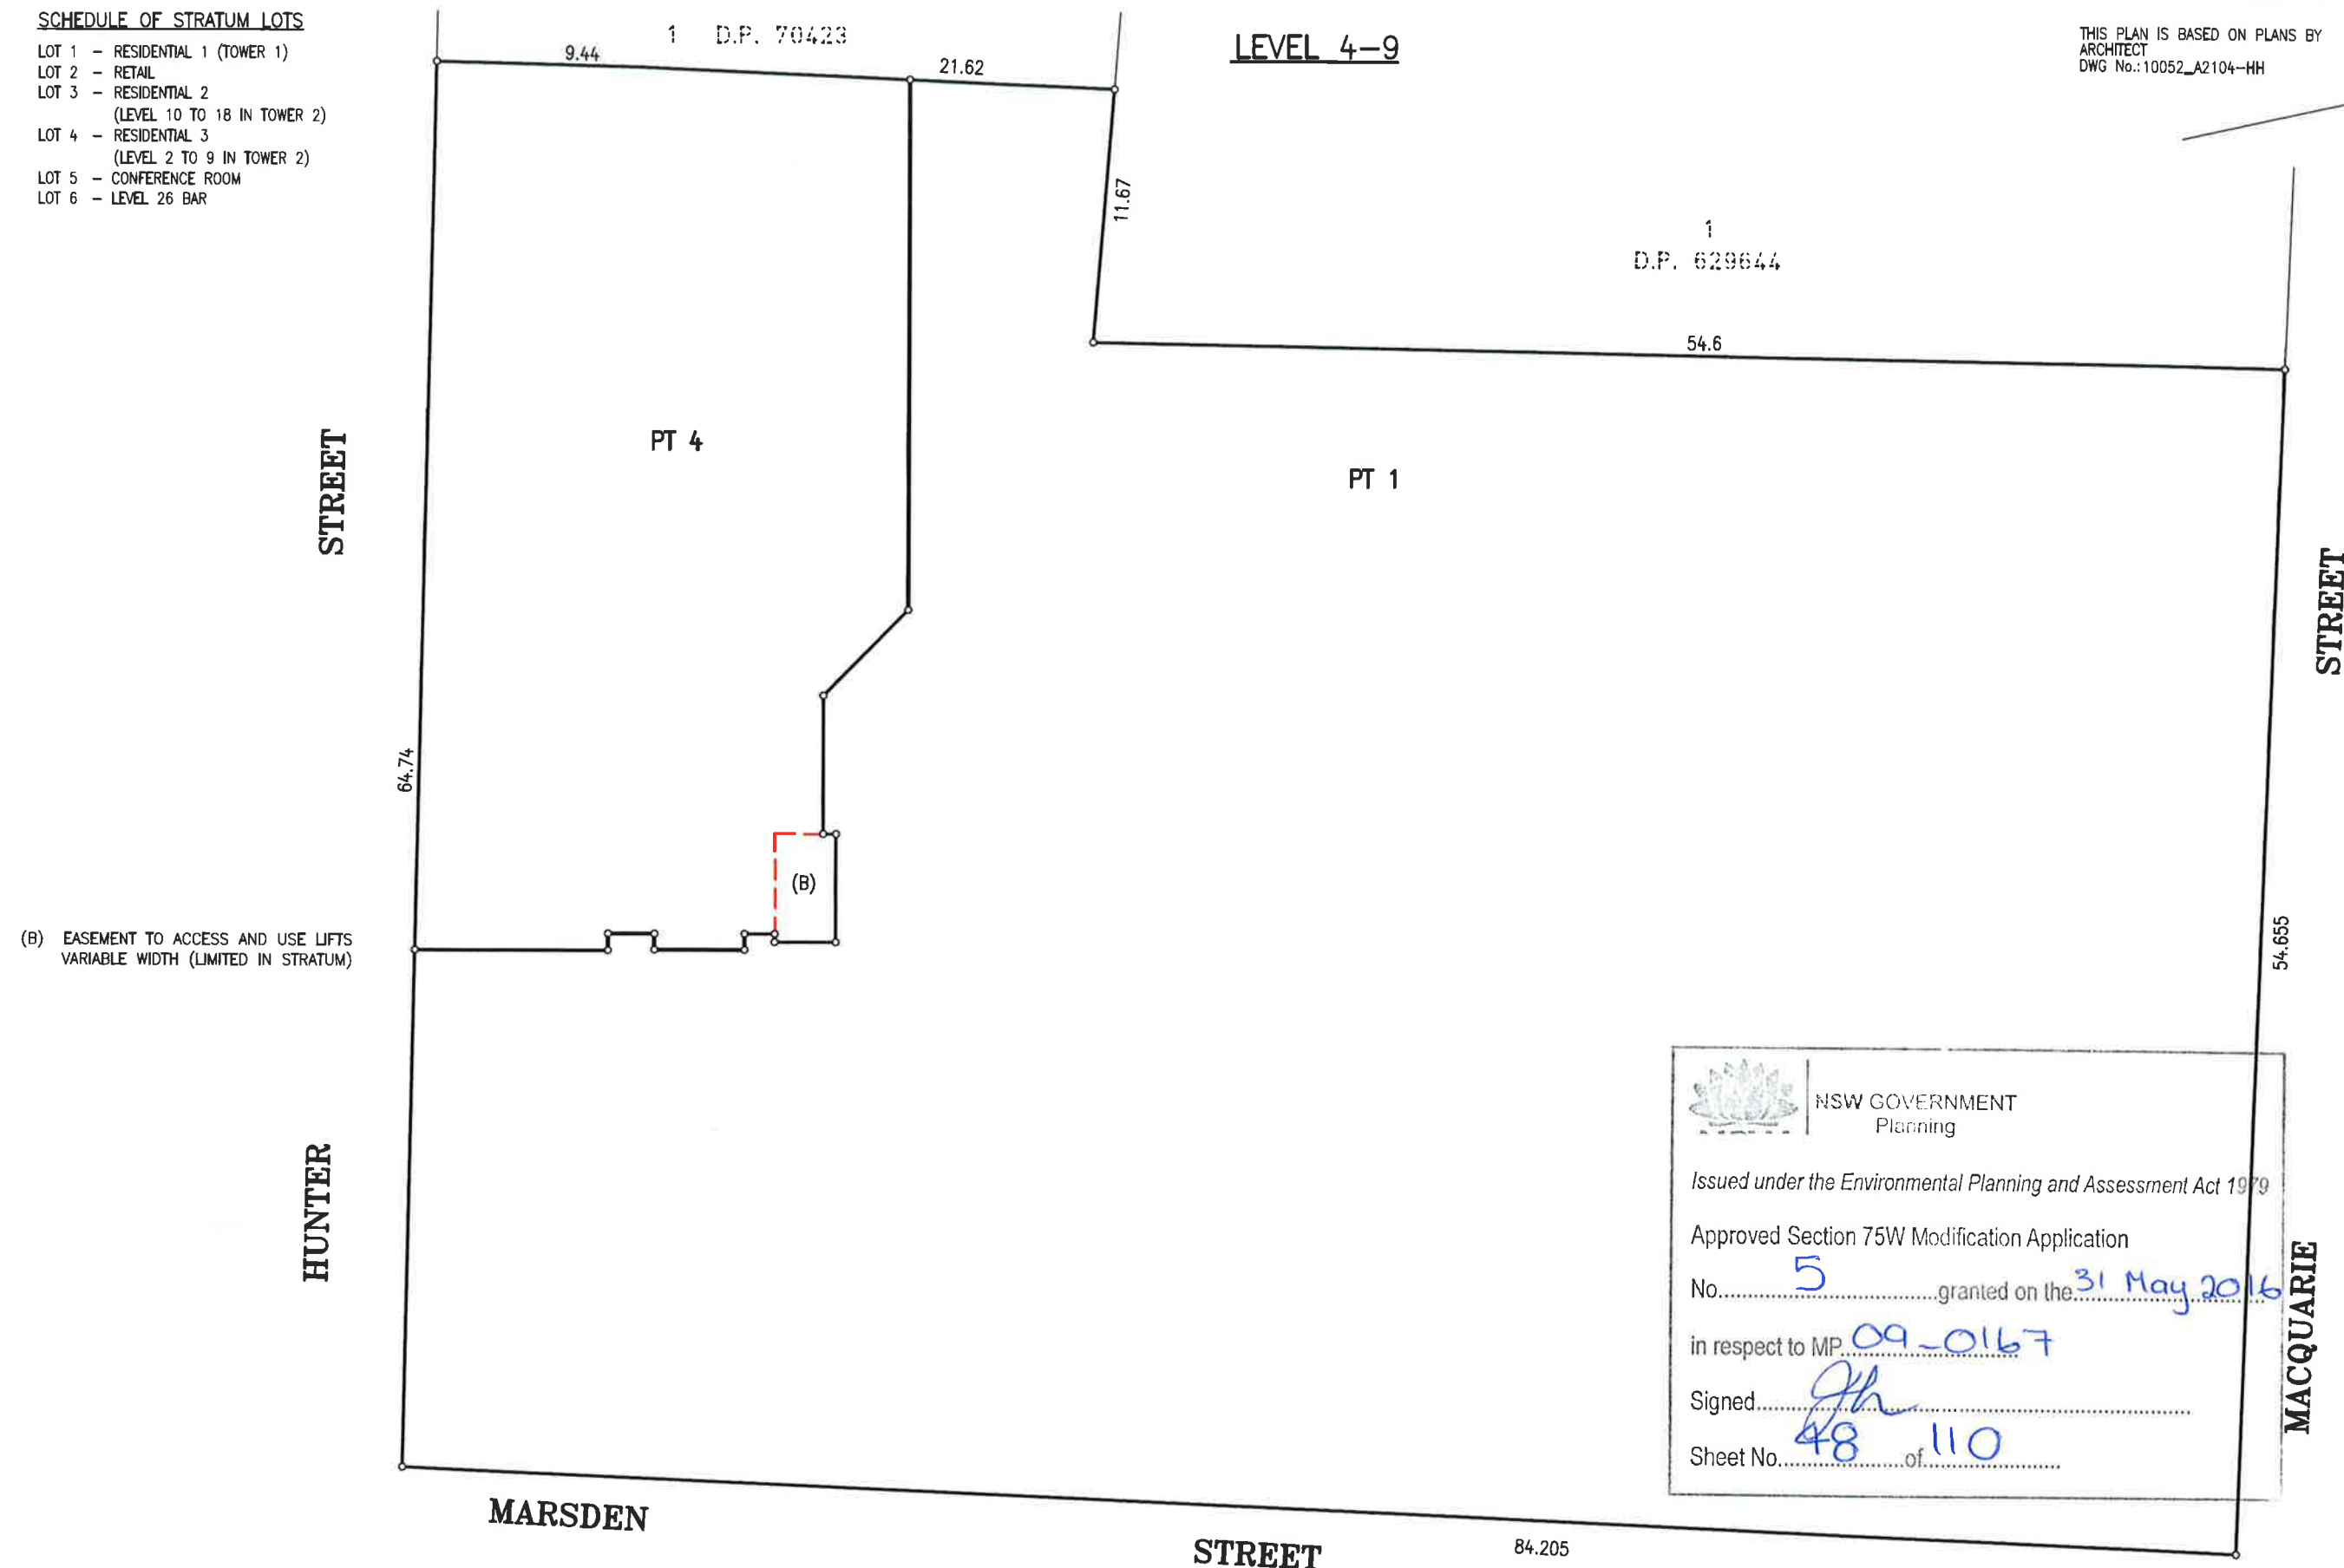 SCHEDULE OF STRATUM LOTS
LOT 1 – RESIDENTIAL 1 (TOWER 1)
LOT 2 – RETAIL
LOT 3 – RESIDENTIAL 2
(LEVEL 10 TO 18 IN TOWER 2)
LOT 4 – RESIDENTIAL 3
(LEVEL 2 TO 9 IN TOWER 2)
LOT 5 – CONFERENCE ROOM
LOT 6 – LEVEL 26 BAR
1 D.P. 70423
9.44
21.62
LEVEL 4–9
THIS PLAN IS BASED ON PLANS BY
ARCHITECT
DWG No.:10052_A2104–HH
11.67
1
D.P. 629644
54.6
STREET
PT 4
PT 1
STREET
64.74
(B)
(B) EASEMENT TO ACCESS AND USE LIFTS
VARIABLE WIDTH (LIMITED IN STRATUM)
54.655
HUNTER
MACQUARIE
NSW GOVERNMENT
Planning
Issued under the Environmental Planning and Assessment Act 1979
Approved Section 75W Modification Application
No. 5 granted on the 31 May 2016
in respect to MP 09-0167
Signed
Sheet No. 48 of 110
MARSDEN
STREET
84.205